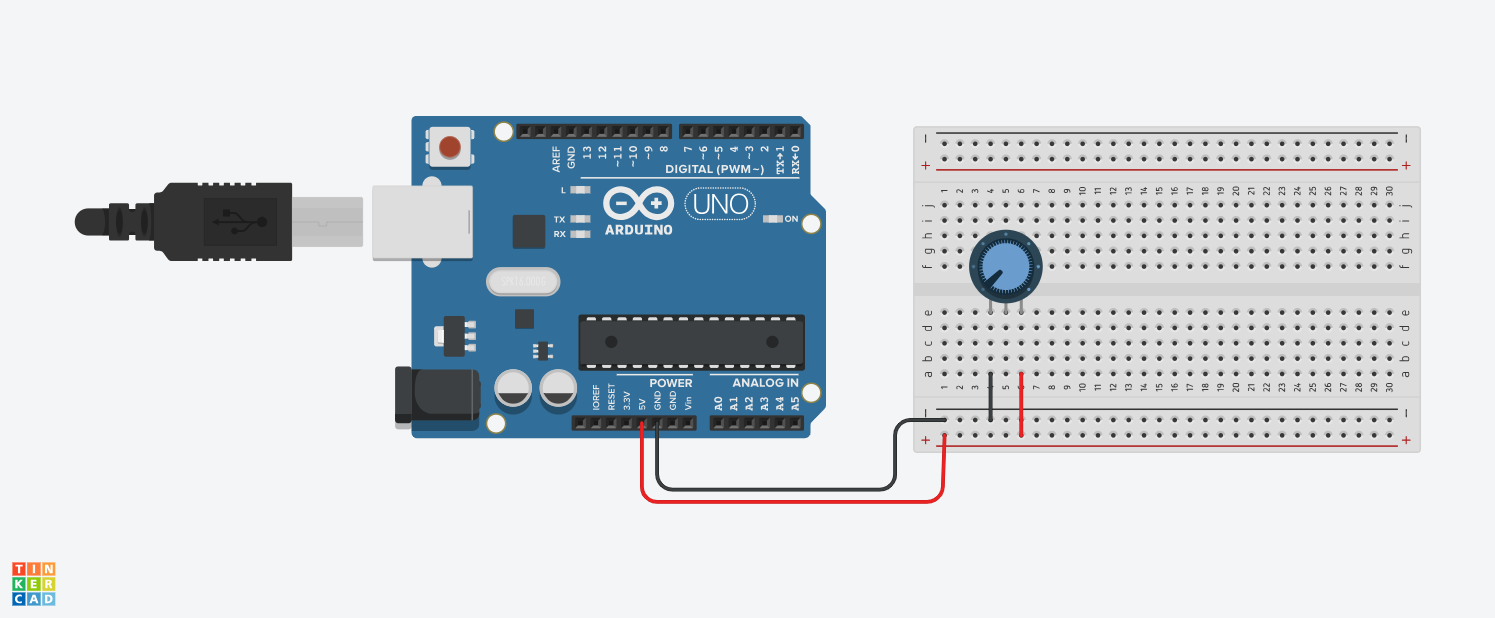 AREF
GND
13
12
~11
~10
~9
8
7
~6
~5
4
~3
2
TX→1
RX←0
DIGITAL (PWM~)
L
TX
RX
ARDUINO
UNO
ON
POWER
ANALOG IN
IOREF
RESET
3.3V
5V
GND
GND
Vin
A0
A1
A2
A3
A4
A5
− −
+ +
1 2 3 4 5 6 7 8 9 10 11 12 13 14 15 16 17 18 19 20 21 22 23 24 25 26 27 28 29 30
j j
i i
h h
g g
f f
e e
d d
c c
b b
a a
1 2 3 4 5 6 7 8 9 10 11 12 13 14 15 16 17 18 19 20 21 22 23 24 25 26 27 28 29 30
− −
+ +
TIN
KER
CAD